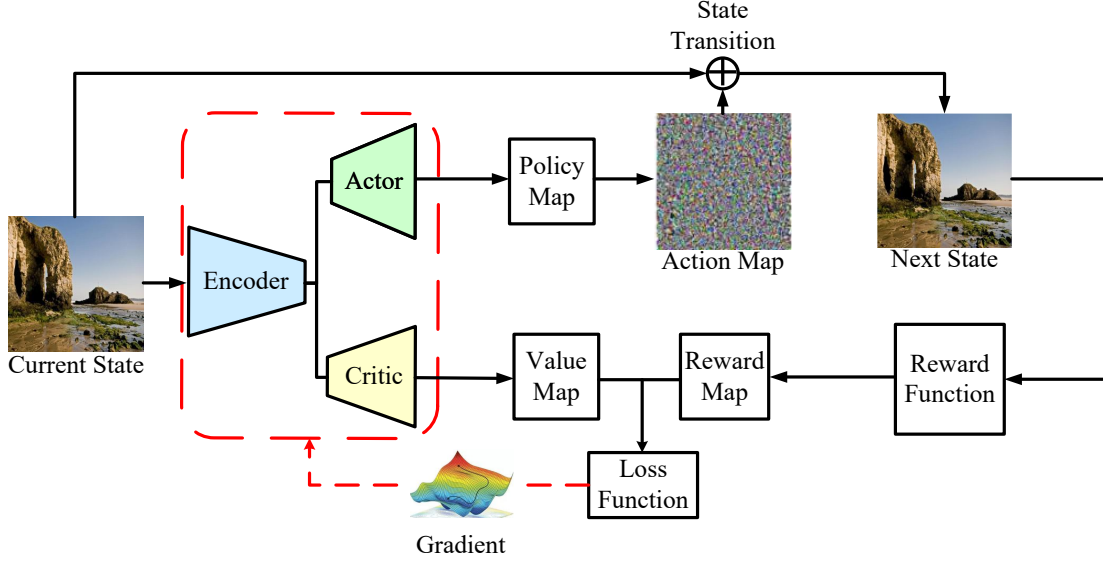 State
Transition
Actor
Policy
Map
Action Map
Next State
Encoder
Current State
Critic
Value
Map
Reward
Map
Reward
Function
Loss
Function
Gradient